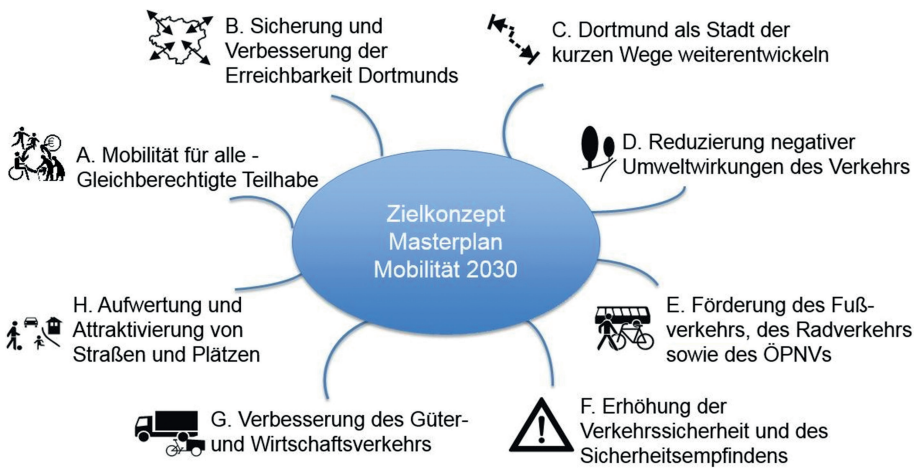 B. Sicherung und
Verbesserung der
Erreichbarkeit Dortmunds
C. Dortmund als Stadt der
kurzen Wege weiterentwickeln
A. Mobilität für alle -
Gleichberechtigte Teilhabe
D. Reduzierung negativer
Umweltwirkungen des Verkehrs
Zielkonzept
Masterplan
Mobilität 2030
H. Aufwertung und
Attraktivierung von
Straßen und Plätzen
E. Förderung des Fuß-
verkehrs, des Radverkehrs
sowie des ÖPNVs
G. Verbesserung des Güter-
und Wirtschaftsverkehrs
F. Erhöhung der
Verkehrssicherheit und des
Sicherheitsempfindens